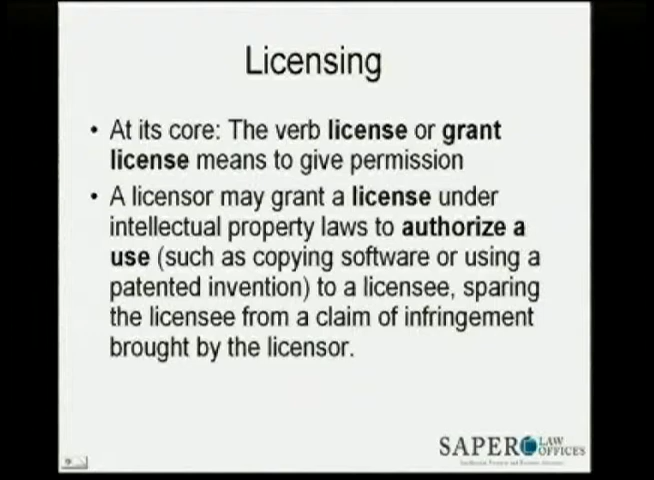 Licensing
• At its core: The verb license or grant
license means to give permission
• A licensor may grant a license under
intellectual property laws to authorize a
use (such as copying software or using a
patented invention) to a licensee, sparing
the licensee from a claim of infringement
brought by the licensor.
SAPER LAW OFFICES